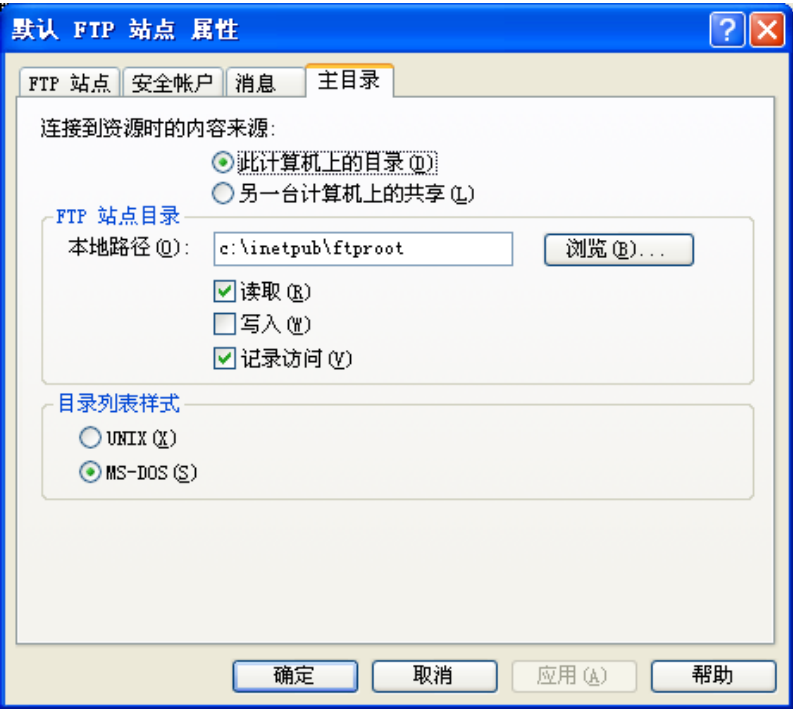 默认 FTP 站点 属性
FTP 站点 安全帐户 消息 主目录
连接到资源时的内容来源:
此计算机上的目录(D)
另一台计算机上的共享(L)
FTP 站点目录
本地路径(O): c:\inetpub\ftproot 浏览(B)...
读取(R)
写入(W)
记录访问(V)
目录列表样式
UNIX(X)
MS-DOS(S)
确定 取消 应用(A) 帮助